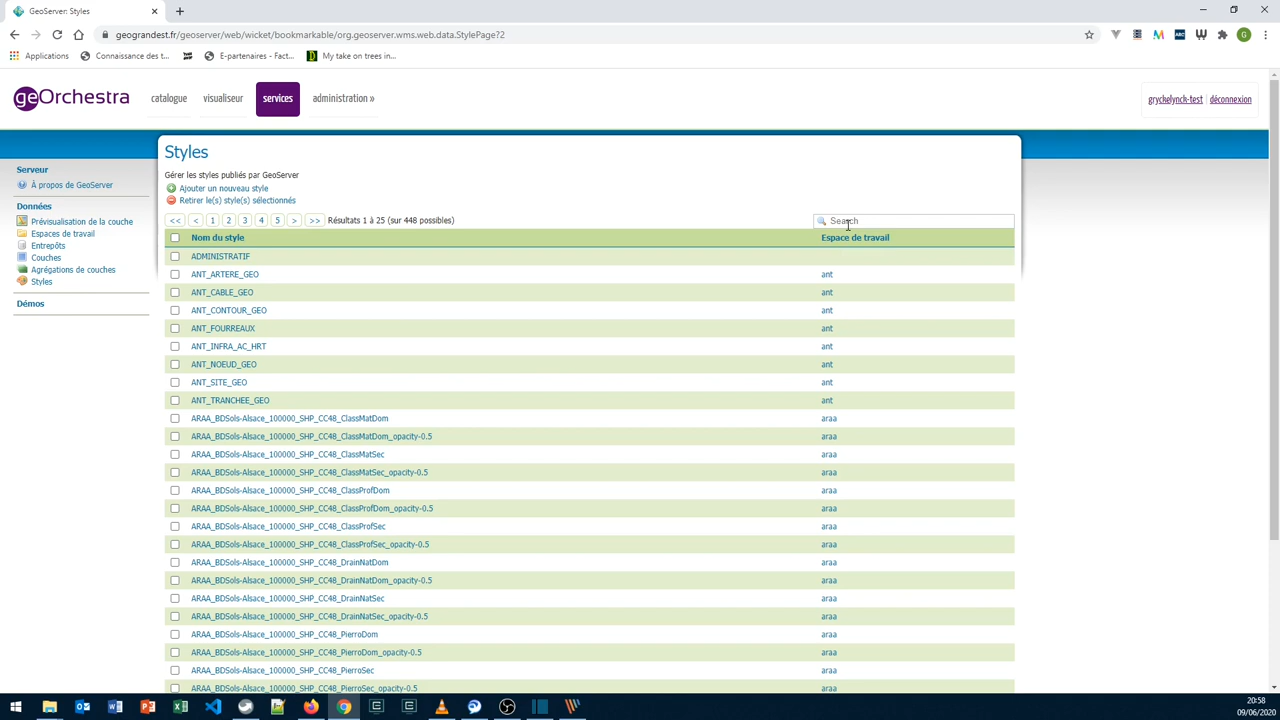 GeoServer: Styles
geograndest.fr/geoserver/web/wicket/bookmarkable/org.geoserver.wms.web.data.StylePage?2
Applications Connaissance des t... E-partenaires - Fact... My take on trees in...
geOrchestra catalogue visualiseur services administration » gryckelynck-test | déconnexion
Serveur
À propos de GeoServer
Données
Prévisualisation de la couche
Espaces de travail
Entrepôts
Couches
Agrégations de couches
Styles
Démos
Styles
Gérer les styles publiés par GeoServer
Ajouter un nouveau style
Retirer le(s) style(s) sélectionnés
<< < 1 2 3 4 5 > >> Résultats 1 à 25 (sur 448 possibles) Search
Nom du style Espace de travail
ADMINISTRATIF
ANT_ARTERE_GEO ant
ANT_CABLE_GEO ant
ANT_CONTOUR_GEO ant
ANT_FOURREAUX ant
ANT_INFRA_AC_HRT ant
ANT_NOEUD_GEO ant
ANT_SITE_GEO ant
ANT_TRANCHEE_GEO ant
ARAA_BDSols-Alsace_100000_SHP_CC48_ClassMatDom araa
ARAA_BDSols-Alsace_100000_SHP_CC48_ClassMatDom_opacity-0.5 araa
ARAA_BDSols-Alsace_100000_SHP_CC48_ClassMatSec araa
ARAA_BDSols-Alsace_100000_SHP_CC48_ClassMatSec_opacity-0.5 araa
ARAA_BDSols-Alsace_100000_SHP_CC48_ClassProfDom araa
ARAA_BDSols-Alsace_100000_SHP_CC48_ClassProfDom_opacity-0.5 araa
ARAA_BDSols-Alsace_100000_SHP_CC48_ClassProfSec araa
ARAA_BDSols-Alsace_100000_SHP_CC48_ClassProfSec_opacity-0.5 araa
ARAA_BDSols-Alsace_100000_SHP_CC48_DrainNatDom araa
ARAA_BDSols-Alsace_100000_SHP_CC48_DrainNatDom_opacity-0.5 araa
ARAA_BDSols-Alsace_100000_SHP_CC48_DrainNatSec araa
ARAA_BDSols-Alsace_100000_SHP_CC48_DrainNatSec_opacity-0.5 araa
ARAA_BDSols-Alsace_100000_SHP_CC48_PierroDom araa
ARAA_BDSols-Alsace_100000_SHP_CC48_PierroDom_opacity-0.5 araa
ARAA_BDSols-Alsace_100000_SHP_CC48_PierroSec araa
ARAA_BDSols-Alsace_100000_SHP_CC48_PierroSec_opacity-0.5 araa
20:58
09/06/2020